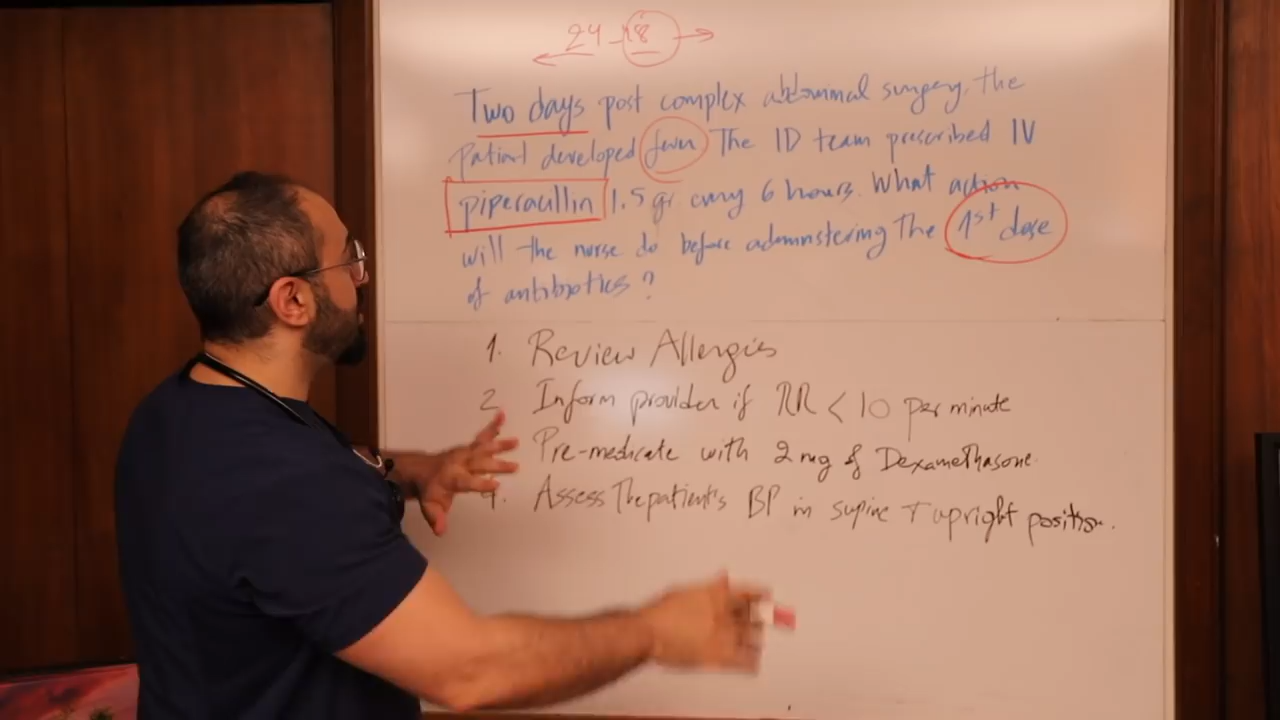 24 - 48
Two days post complex abdominal surgery, the
patient developed fever The ID team prescribed IV
piperacillin 1.5 gr every 6 hours. What action
will the nurse do before adminstering the 1st dose
of antibiotics ?
1. Review Allergies
2 Inform provider if RR < 10 per minute
Pre-medicate with 2 mg of Dexamethasone.
4. Assess The patient's BP in supine + upright position.